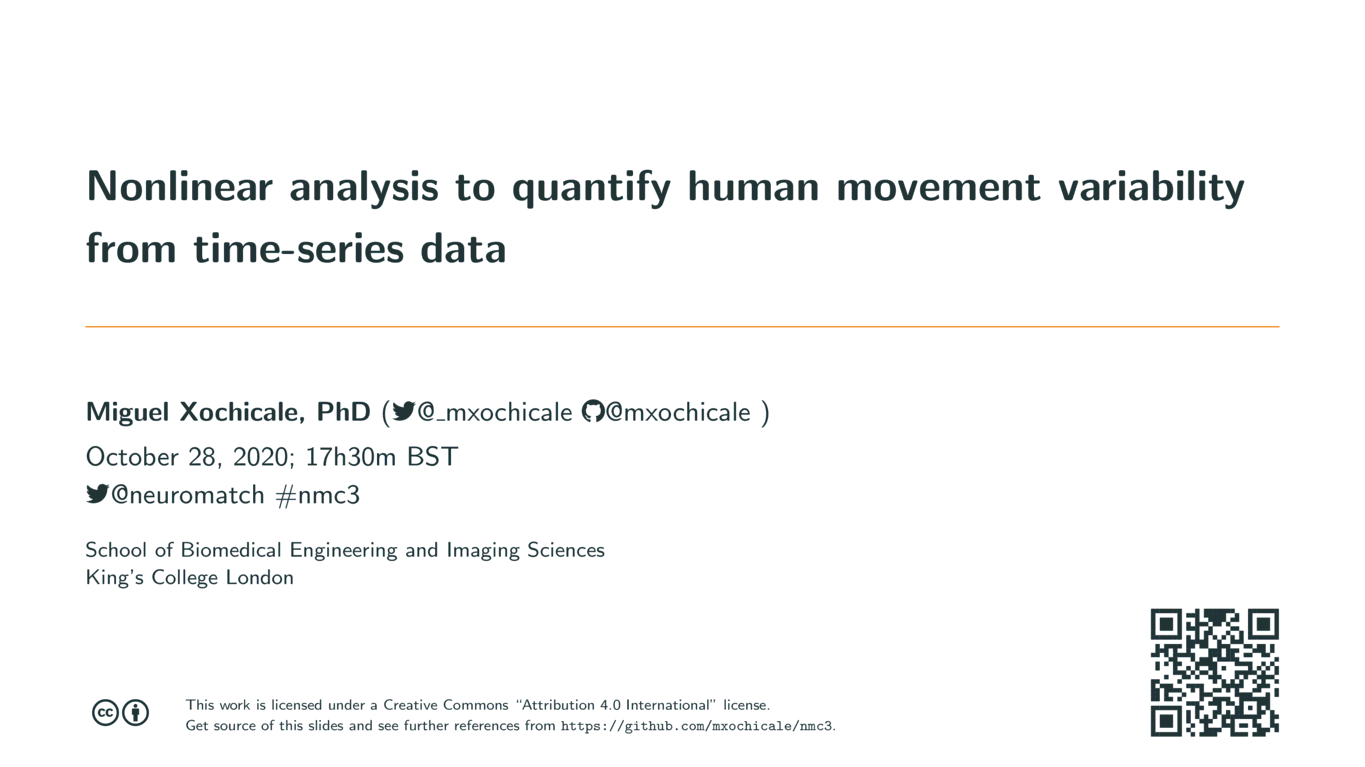 Nonlinear analysis to quantify human movement variability
from time-series data
Miguel Xochicale, PhD (@_mxochicale @mxochicale )
October 28, 2020; 17h30m BST
@neuromatch #nmc3
School of Biomedical Engineering and Imaging Sciences
King's College London
cc
This work is licensed under a Creative Commons “Attribution 4.0 International” license.
Get source of this slides and see further references from https://github.com/mxochicale/nmc3.